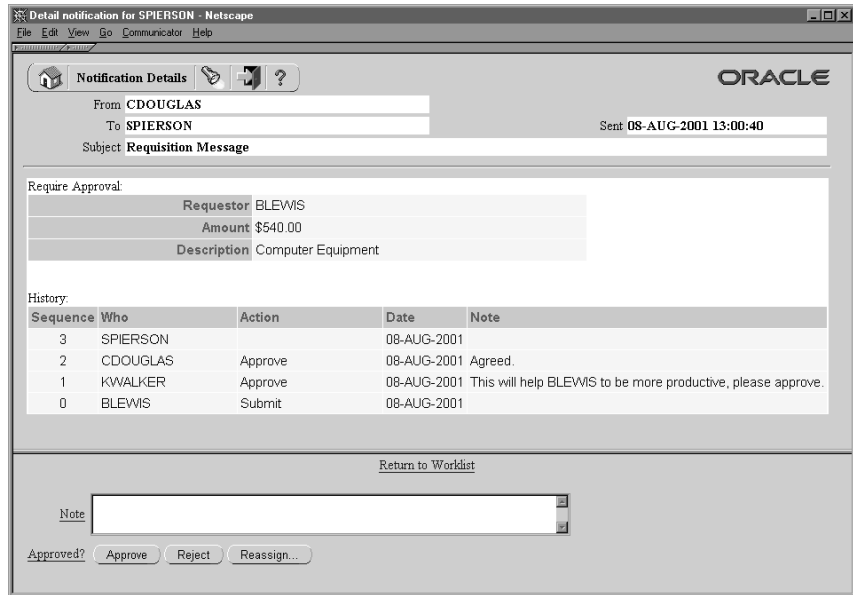 Detail notification for SPIERSON - Netscape
File Edit View Go Communicator Help
Notification Details ?
ORACLE
From CDOUGLAS
To SPIERSON Sent 08-AUG-2001 13:00:40
Subject Requisition Message
Require Approval:
Requestor BLEWIS
Amount $540.00
Description Computer Equipment
History:
Sequence Who Action Date Note
3 SPIERSON 08-AUG-2001
2 CDOUGLAS Approve 08-AUG-2001 Agreed.
1 KWALKER Approve 08-AUG-2001 This will help BLEWIS to be more productive, please approve.
0 BLEWIS Submit 08-AUG-2001
Return to Worklist
Note
Approved? Approve Reject Reassign...